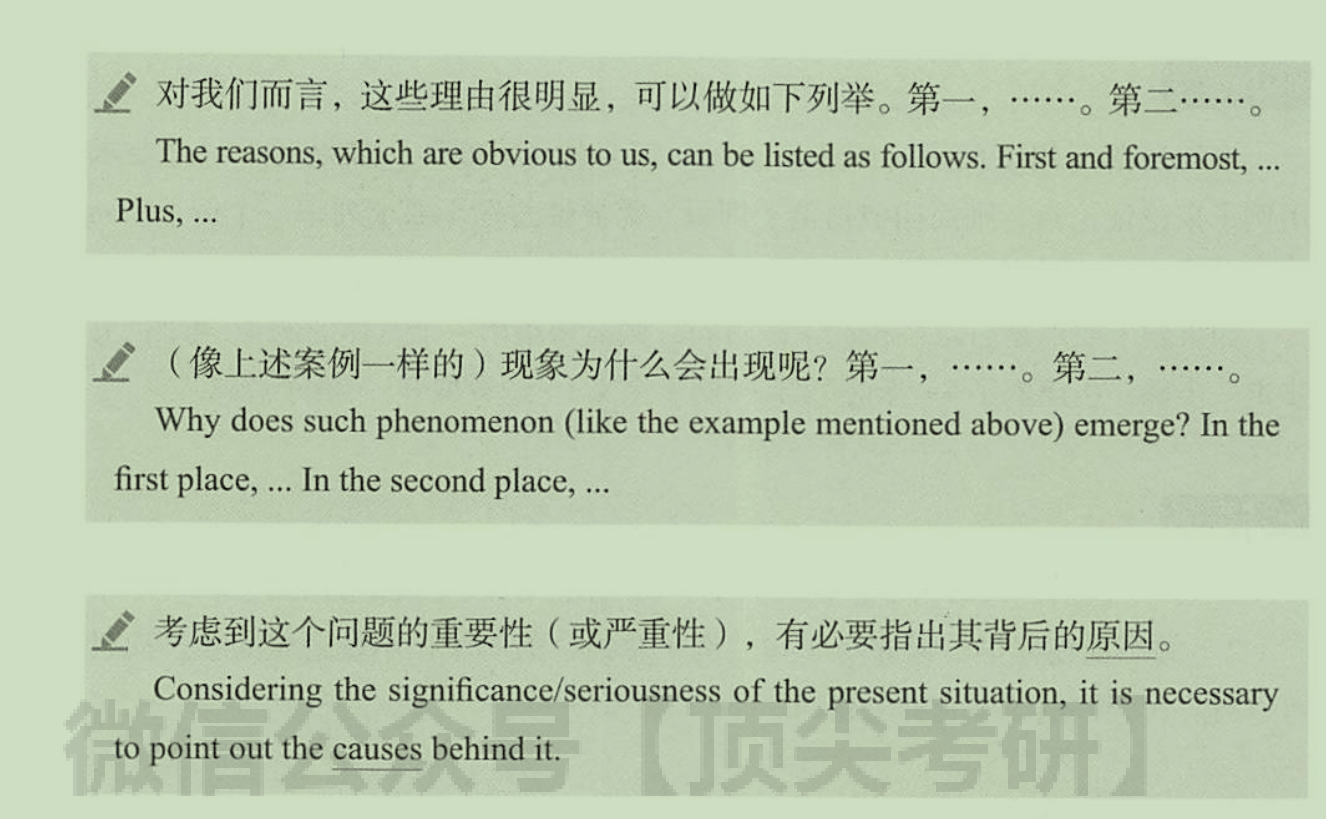 对我们而言，这些理由很明显，可以做如下列举。第一，……。第二……。
The reasons, which are obvious to us, can be listed as follows. First and foremost, ...
Plus, ...
（像上述案例一样的）现象为什么会出现呢？第一，……。第二，……。
Why does such phenomenon (like the example mentioned above) emerge? In the
first place, ... In the second place, ...
考虑到这个问题的重要性（或严重性），有必要指出其背后的原因。
Considering the significance/seriousness of the present situation, it is necessary
to point out the causes behind it.
微信公众号【顶尖考研】